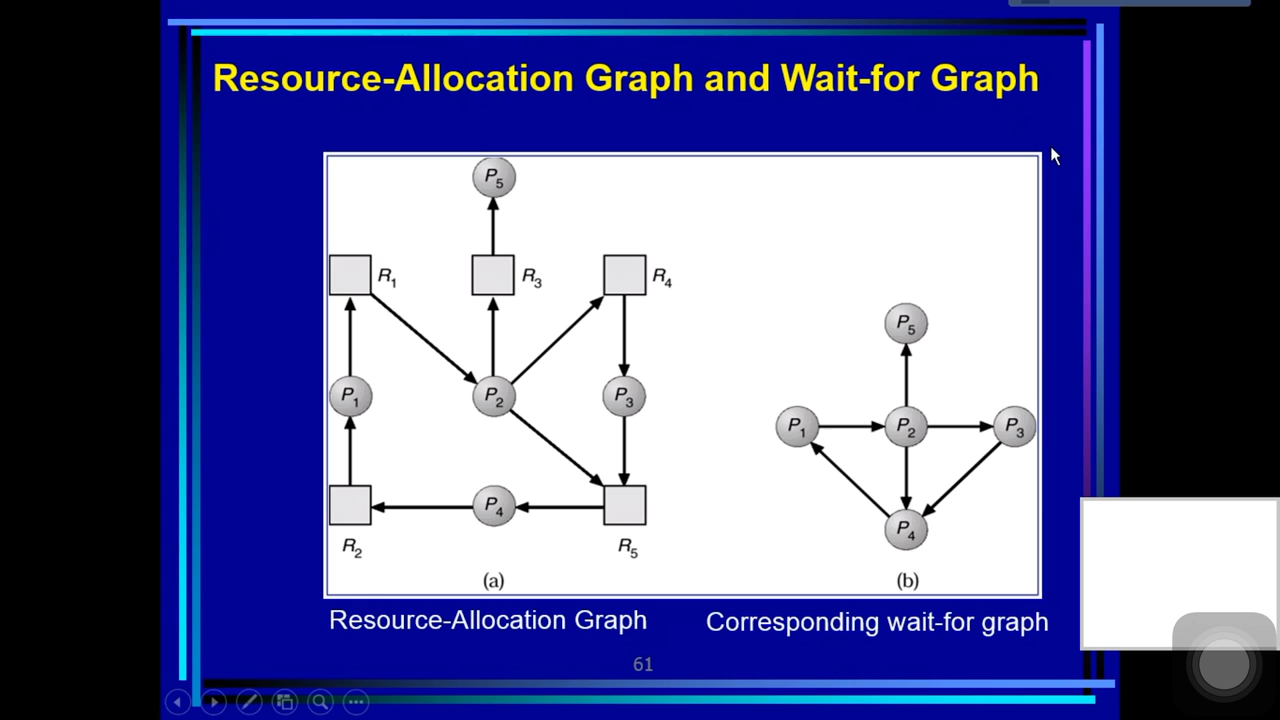 Resource-Allocation Graph and Wait-for Graph
P5
R1
R3
R4
P1
P2
P3
P4
R2
R5
(a)
P5
P1
P2
P3
P4
(b)
Resource-Allocation Graph
Corresponding wait-for graph
61